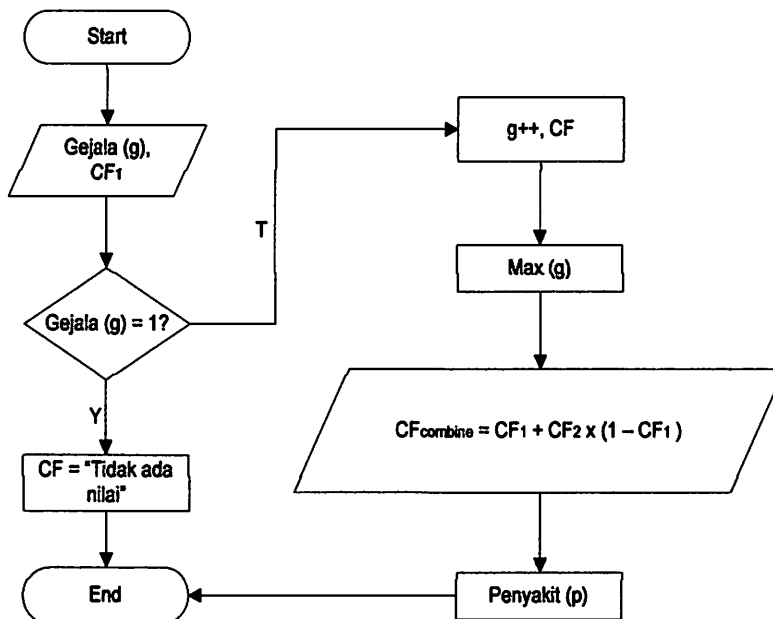 Start
Gejala (g),
CF1
Gejala (g) = 1?
Y
CF = "Tidak ada
nilai"
End
T
g++, CF
Max (g)
CFcombine = CF1 + CF2 x (1 – CF1 )
Penyakit (p)